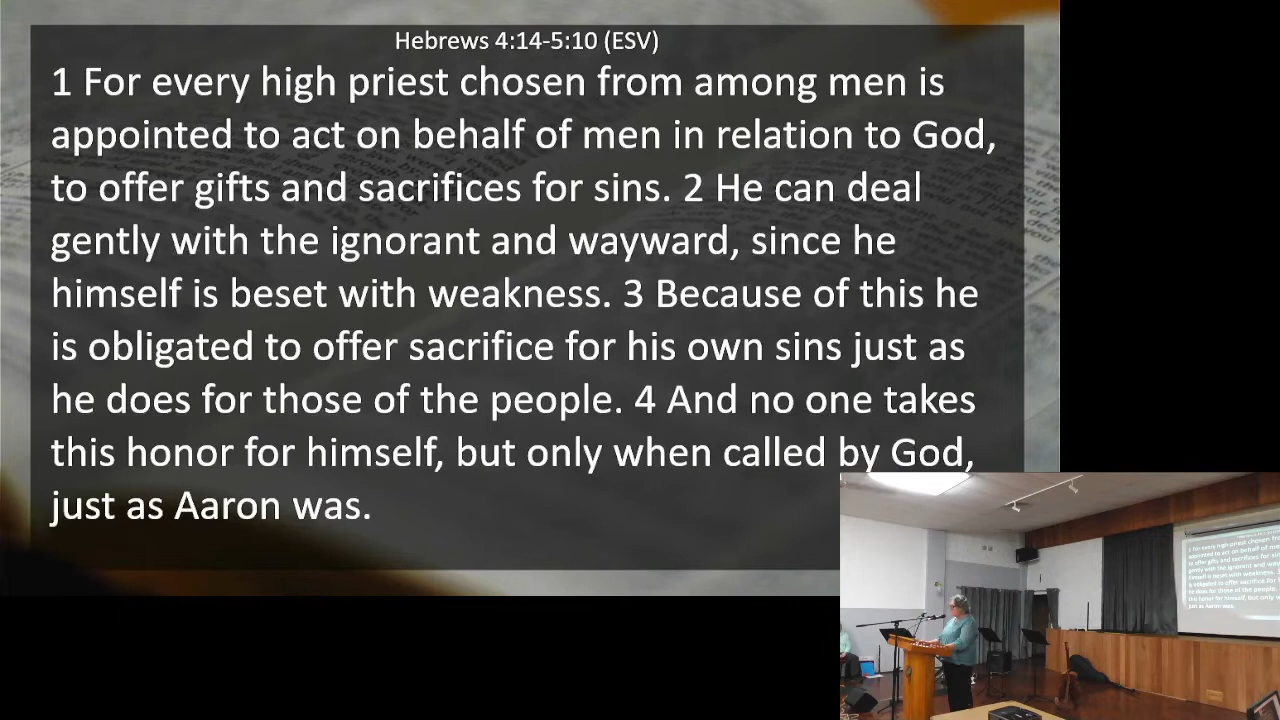 Hebrews 4:14-5:10 (ESV)
1 For every high priest chosen from among men is
appointed to act on behalf of men in relation to God,
to offer gifts and sacrifices for sins. 2 He can deal
gently with the ignorant and wayward, since he
himself is beset with weakness. 3 Because of this he
is obligated to offer sacrifice for his own sins just as
he does for those of the people. 4 And no one takes
this honor for himself, but only when called by God,
just as Aaron was.